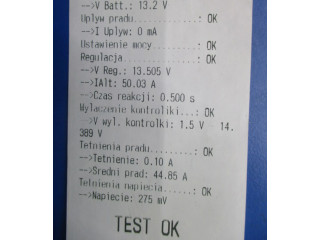 -->V Batt.: 13.2 V
Uplyw pradu..........: OK
-->I Uplyw: 0 mA
Ustawienie mocy......: OK
Regulacja............: OK
-->V Reg.: 13.505 V
-->IAlt: 50.03 A
-->Czas reakcji: 0.500 s
Wylaczenie kontrolki...: OK
-->V wyl. kontrolki: 1.5 V - 14.
389 V
Tetnienia pradu.......: OK
-->Tetnienie: 0.10 A
-->Sredni prad: 44.85 A
Tetnienia napiecia.....: OK
-->Napiecie: 275 mV
TEST OK